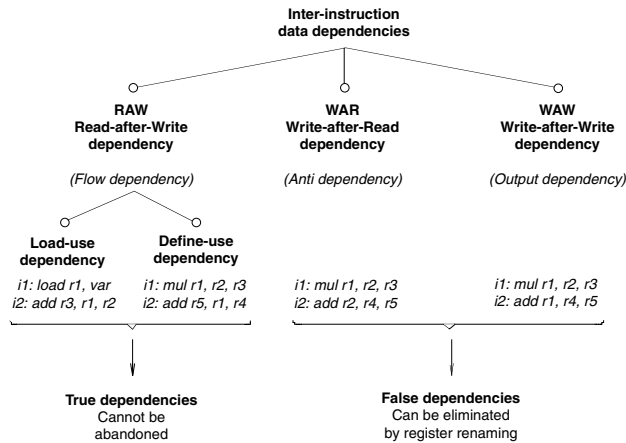 Inter-instruction
data dependencies
RAW
Read-after-Write
dependency
(Flow dependency)
WAR
Write-after-Read
dependency
(Anti dependency)
WAW
Write-after-Write
dependency
(Output dependency)
Load-use
dependency
i1: load r1, var
i2: add r3, r1, r2
Define-use
dependency
i1: mul r1, r2, r3
i2: add r5, r1, r4
i1: mul r1, r2, r3
i2: add r2, r4, r5
i1: mul r1, r2, r3
i2: add r1, r4, r5
True dependencies
Cannot be
abandoned
False dependencies
Can be eliminated
by register renaming